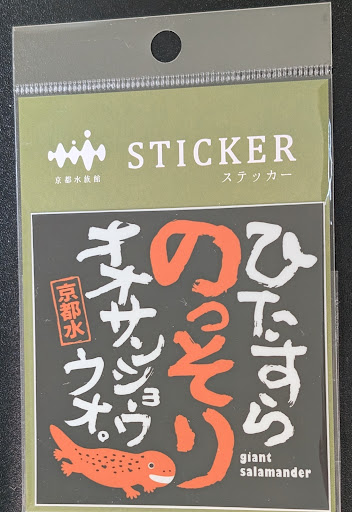 京都水族館
STICKER
ステッカー
ひたすら
のっそり
オオサンショウ
ウオ。
京都水
giant
salamander